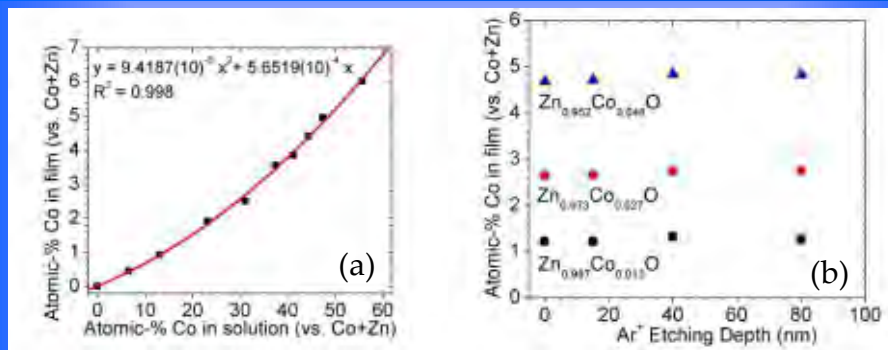 y = 9.4187(10)⁻⁵ x² + 5.6519(10)⁻⁴ x
R² = 0.998
Atomic-% Co in film (vs. Co+Zn)
7
6
5
4
3
2
1
0
0 10 20 30 40 50 60
Atomic-% Co in solution (vs. Co+Zn)
(a)
Atomic-% Co in film (vs. Co+Zn)
6
5
4
3
2
1
0
Zn0.952Co0.048O
Zn0.973Co0.027O
Zn0.987Co0.013O
0 20 40 60 80 100
Ar⁺ Etching Depth (nm)
(b)